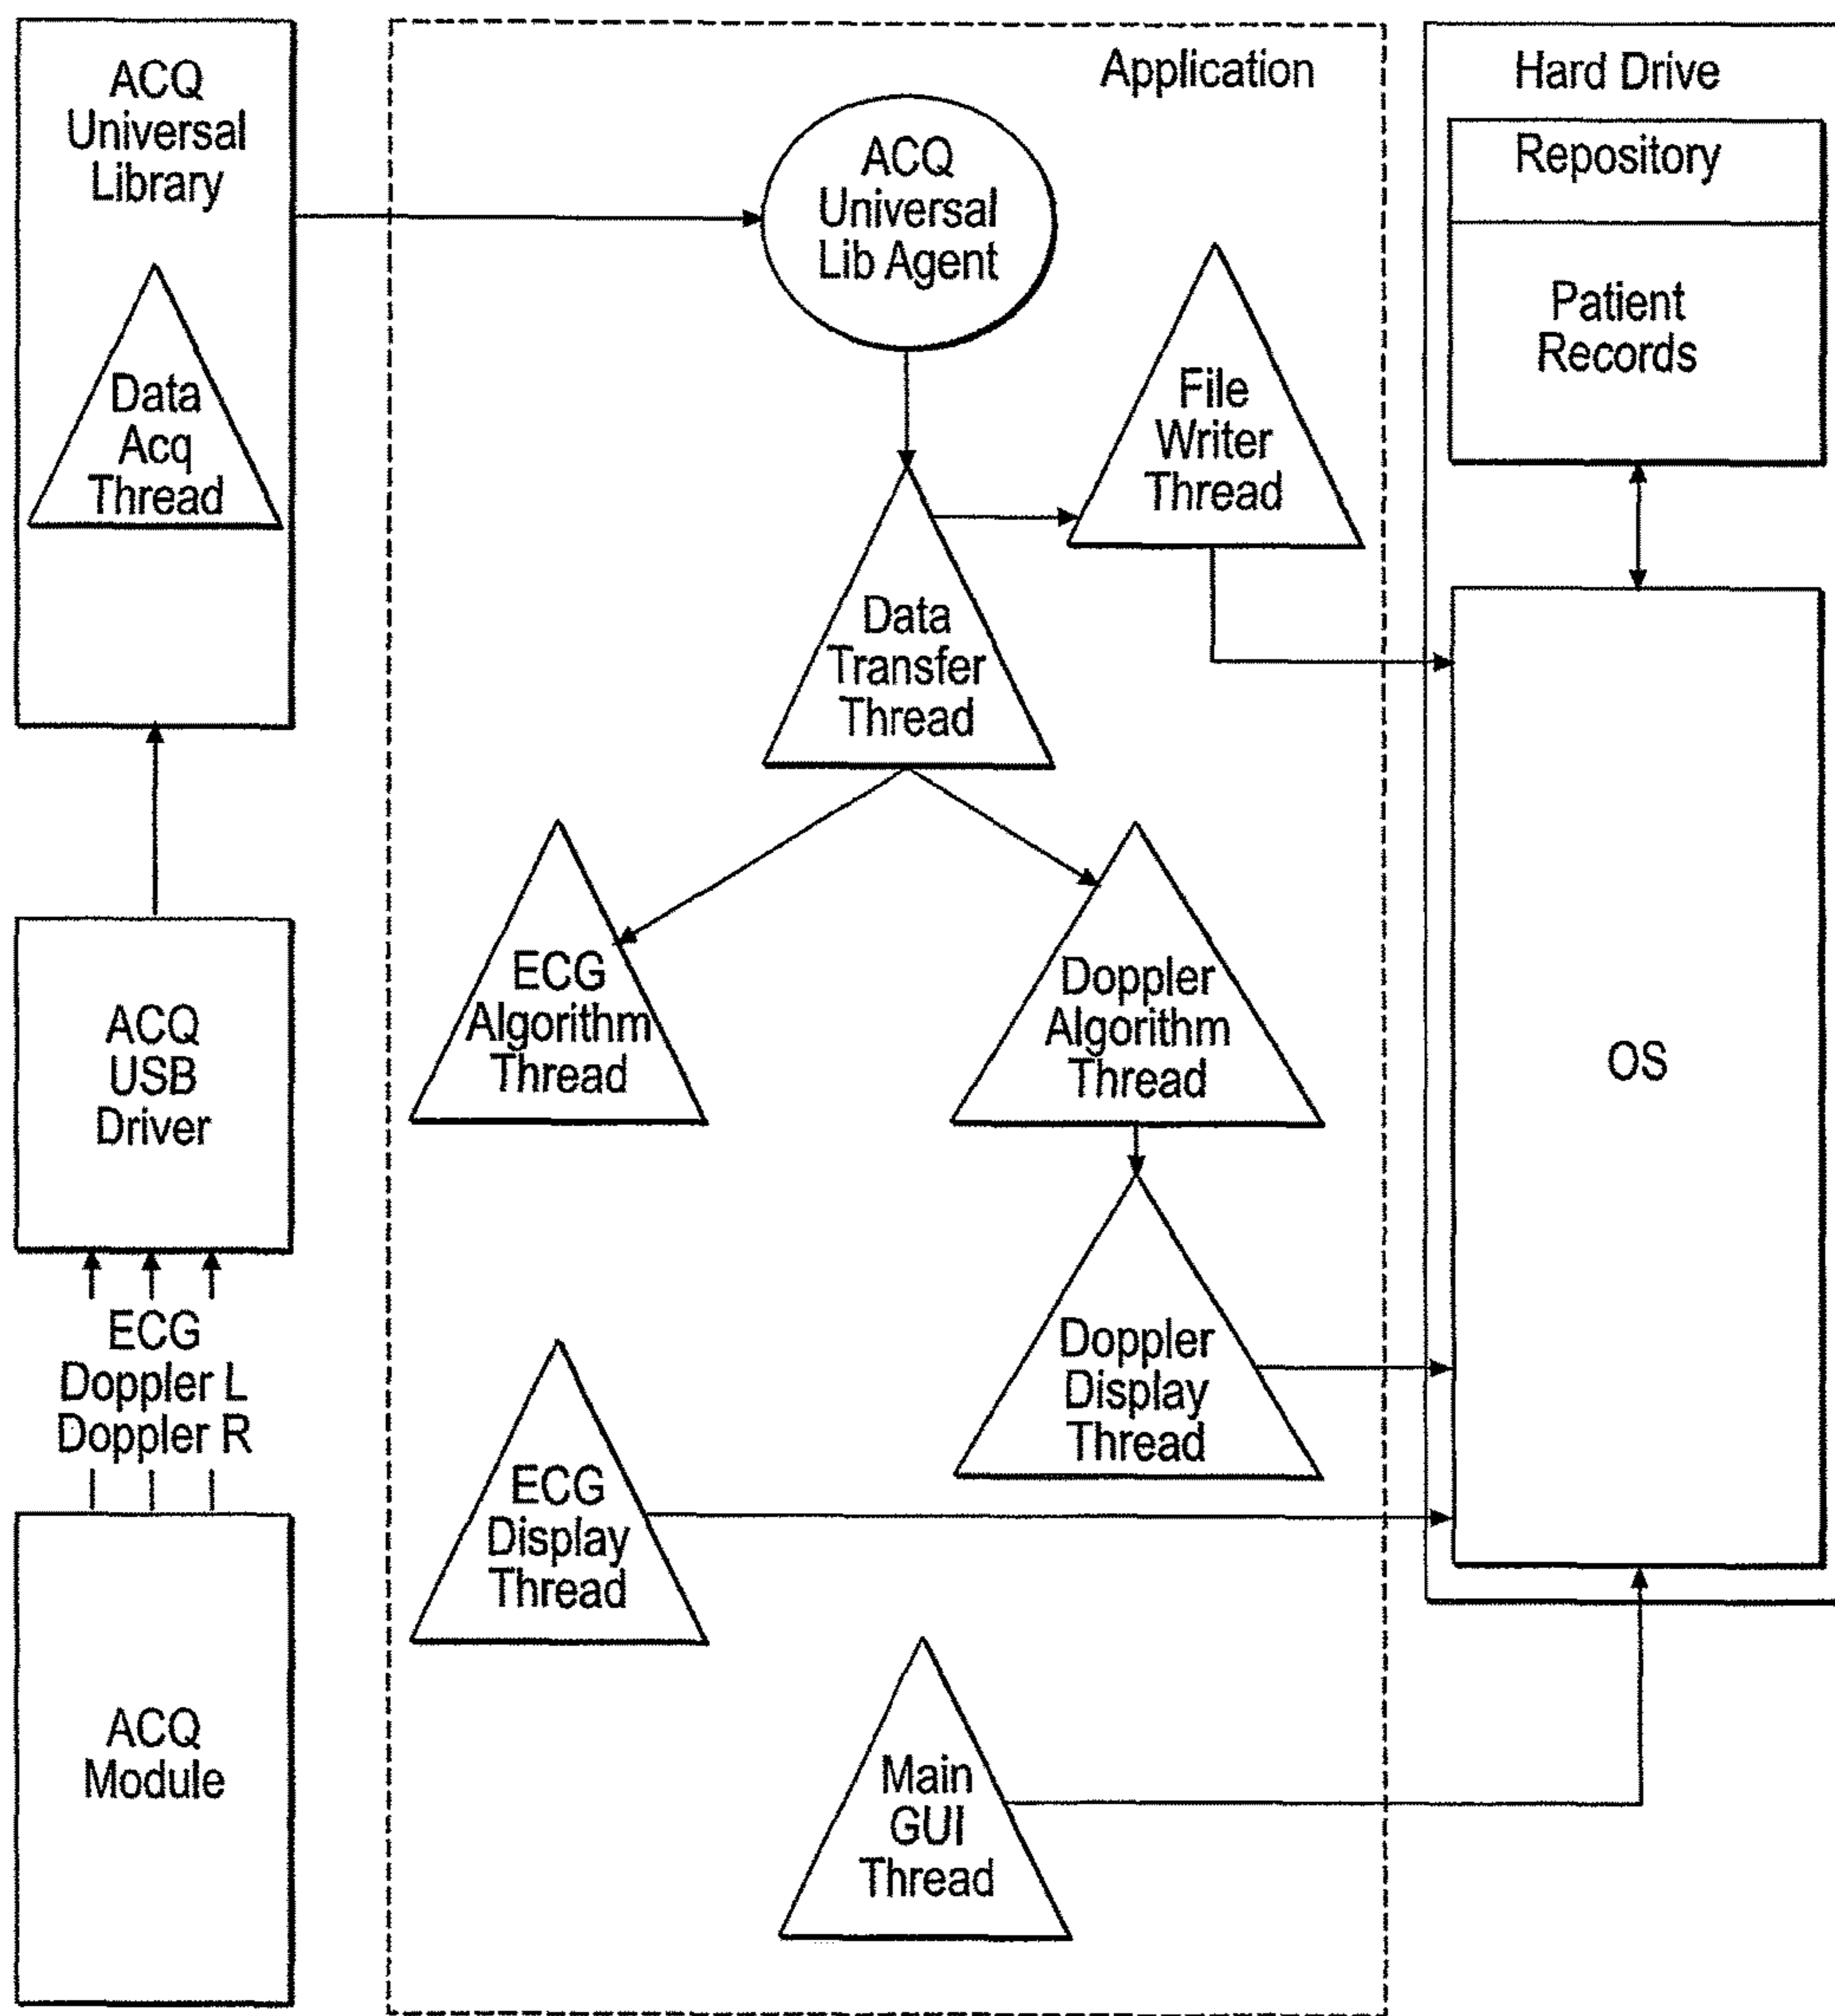 ACQ
Universal
Library
Data
Acq
Thread
ACQ
USB
Driver
ECG
Doppler L
Doppler R
ACQ
Module
Application
ACQ
Universal
Lib Agent
File
Writer
Thread
Data
Transfer
Thread
ECG
Algorithm
Thread
Doppler
Algorithm
Thread
Doppler
Display
Thread
ECG
Display
Thread
Main
GUI
Thread
Hard Drive
Repository
Patient
Records
OS